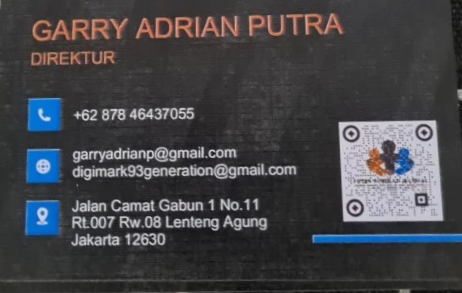 GARRY ADRIAN PUTRA
DIREKTUR
+62 878 46437055
garryadrianp@gmail.com
digimark93generation@gmail.com
Jalan Camat Gabun 1 No.11
Rt.007 Rw.08 Lenteng Agung
Jakarta 12630